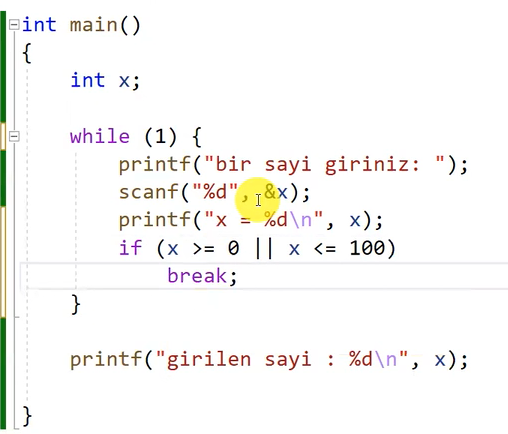 int main()
{
    int x;

    while (1) {
        printf("bir sayi giriniz: ");
        scanf("%d", &x);
        printf("x = %d\n", x);
        if (x >= 0 || x <= 100)
            break;
    }

    printf("girilen sayi : %d\n", x);

}